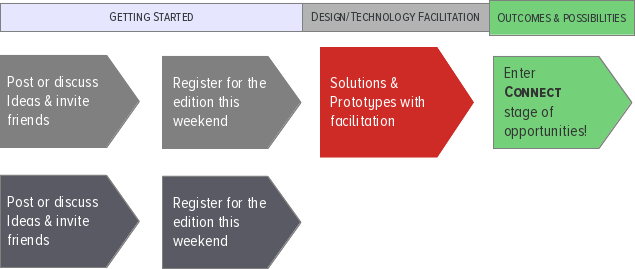 GETTING STARTED
DESIGN/TECHNOLOGY FACILITATION
OUTCOMES & POSSIBILITIES
Post or discuss
Ideas & invite
friends
Register for the
edition this
weekend
Solutions &
Prototypes with
facilitation
Enter
CONNECT
stage of
opportunities!
Post or discuss
Ideas & invite
friends
Register for the
edition this
weekend